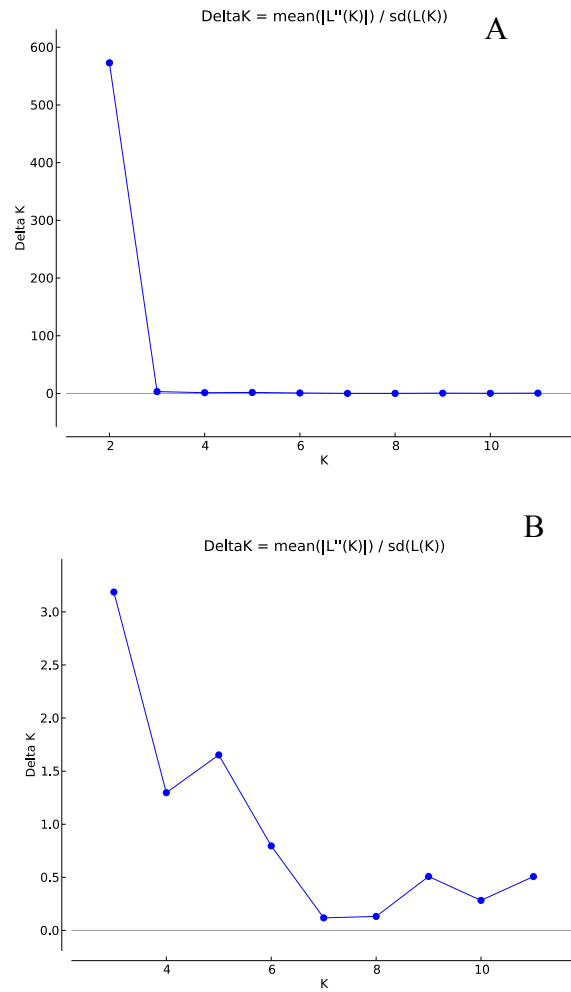 DeltaK = mean(|L"(K)|) / sd(L(K))
A
600
500
400
300
200
100
0
Delta K
2
4
6
8
10
K
B
DeltaK = mean(|L"(K)|) / sd(L(K))
3.0
2.5
2.0
1.5
1.0
0.5
0.0
Delta K
4
6
8
10
K